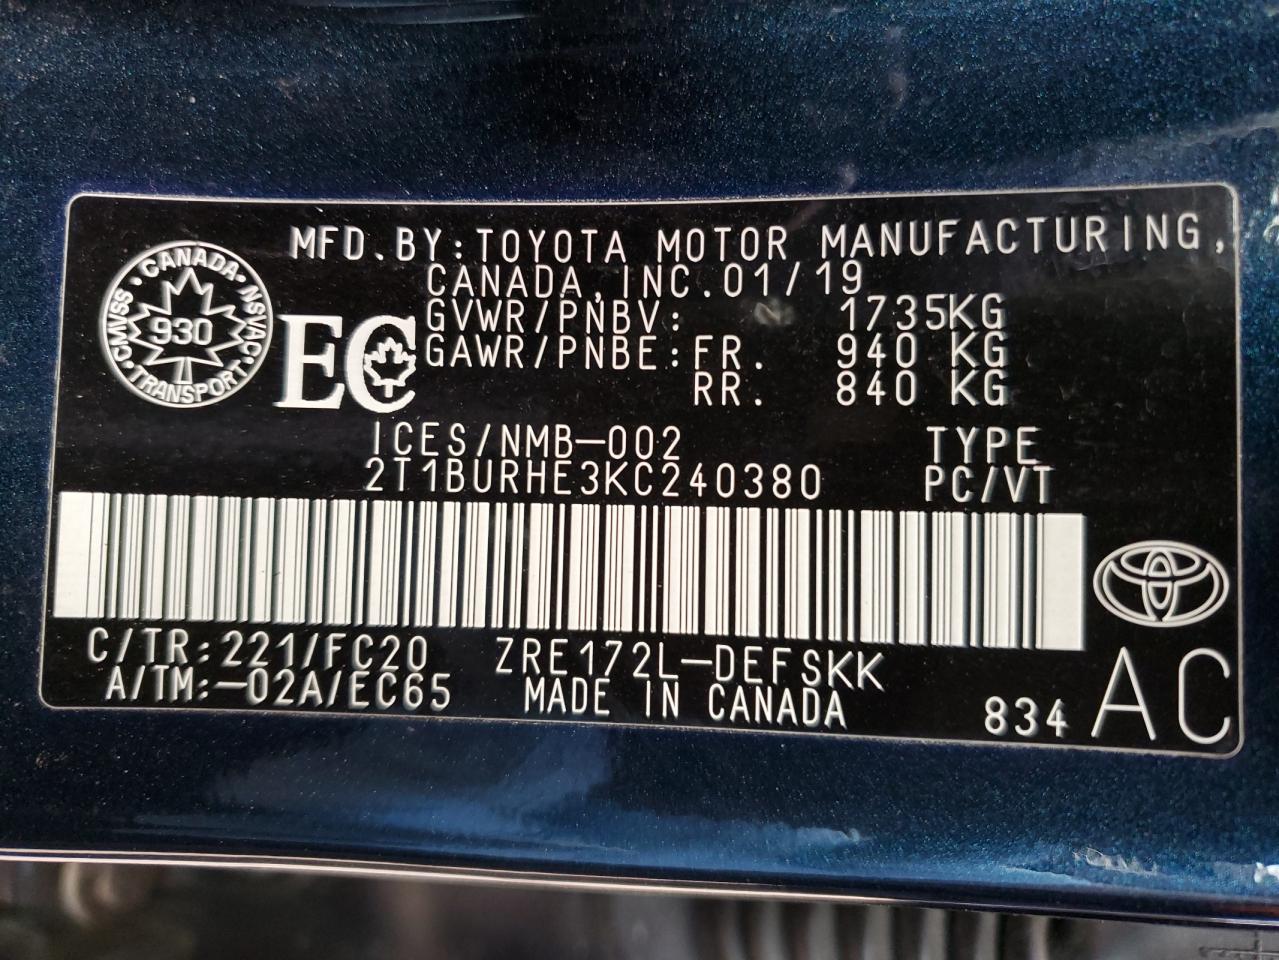 MFD.BY:TOYOTA MOTOR MANUFACTURING,
CANADA,INC.01/19
GVWR/PNBV: 1735KG
GAWR/PNBE:FR. 940 KG
RR. 840 KG
CANADA
CMVSS 930 NSVAC
TRANSPORT
EC
ICES/NMB-002 TYPE
2T1BURHE3KC240380 PC/VT
C/TR:221/FC20 ZRE172L-DEFSKK
A/TM:-02A/EC65 MADE IN CANADA 834 AC